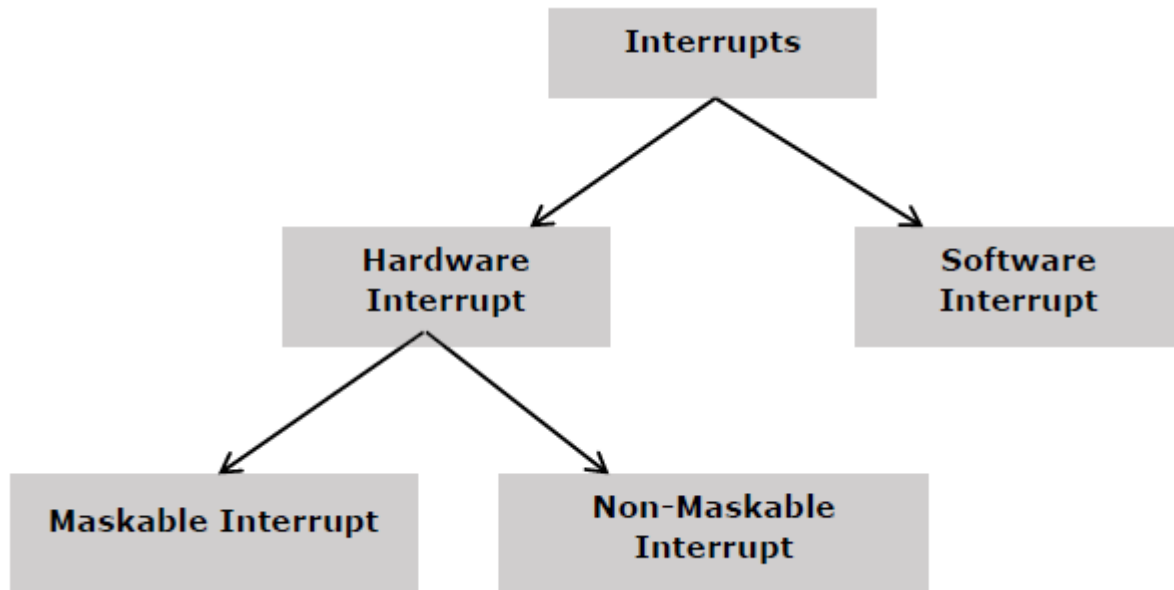 Interrupts
Hardware
Interrupt
Software
Interrupt
Maskable Interrupt
Non-Maskable
Interrupt